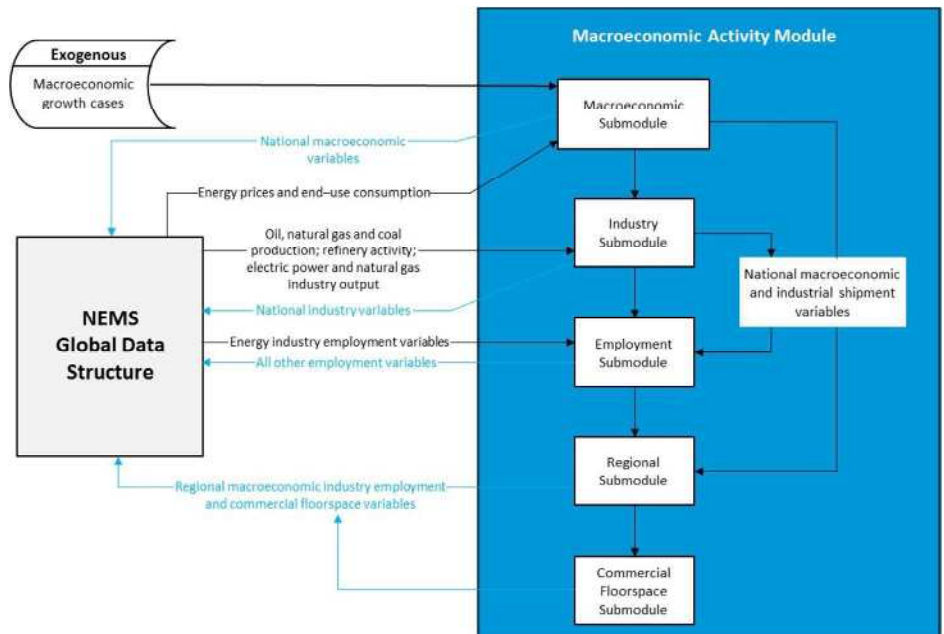 Macroeconomic Activity Module
Exogenous
Macroeconomic
growth cases
Macroeconomic
Submodule
National macroeconomic
variables
Energy prices and end–use consumption
Oil, natural gas and coal
production; refinery activity;
electric power and natural gas
industry output
Industry
Submodule
National macroeconomic
and industrial shipment
variables
National industry variables
NEMS
Global Data
Structure
Energy industry employment variables
All other employment variables
Employment
Submodule
Regional
Submodule
Regional macroeconomic industry employment
and commercial floorspace variables
Commercial
Floorspace
Submodule